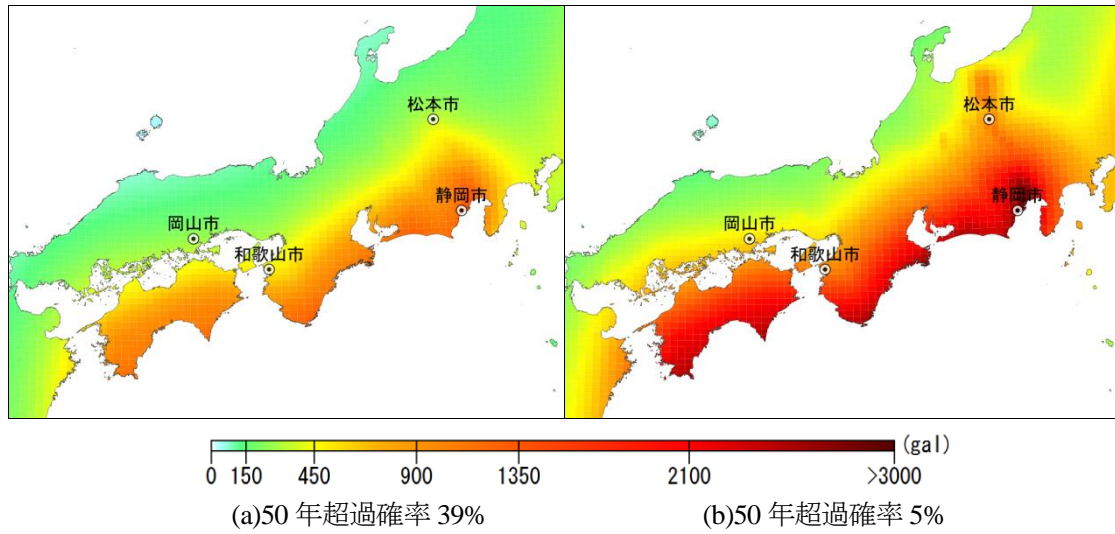 松本市
静岡市
岡山市
和歌山市
松本市
静岡市
岡山市
和歌山市
0 150 450 900 1350 2100 >3000 (gal)
(a)50 年超過確率 39% (b)50 年超過確率 5%